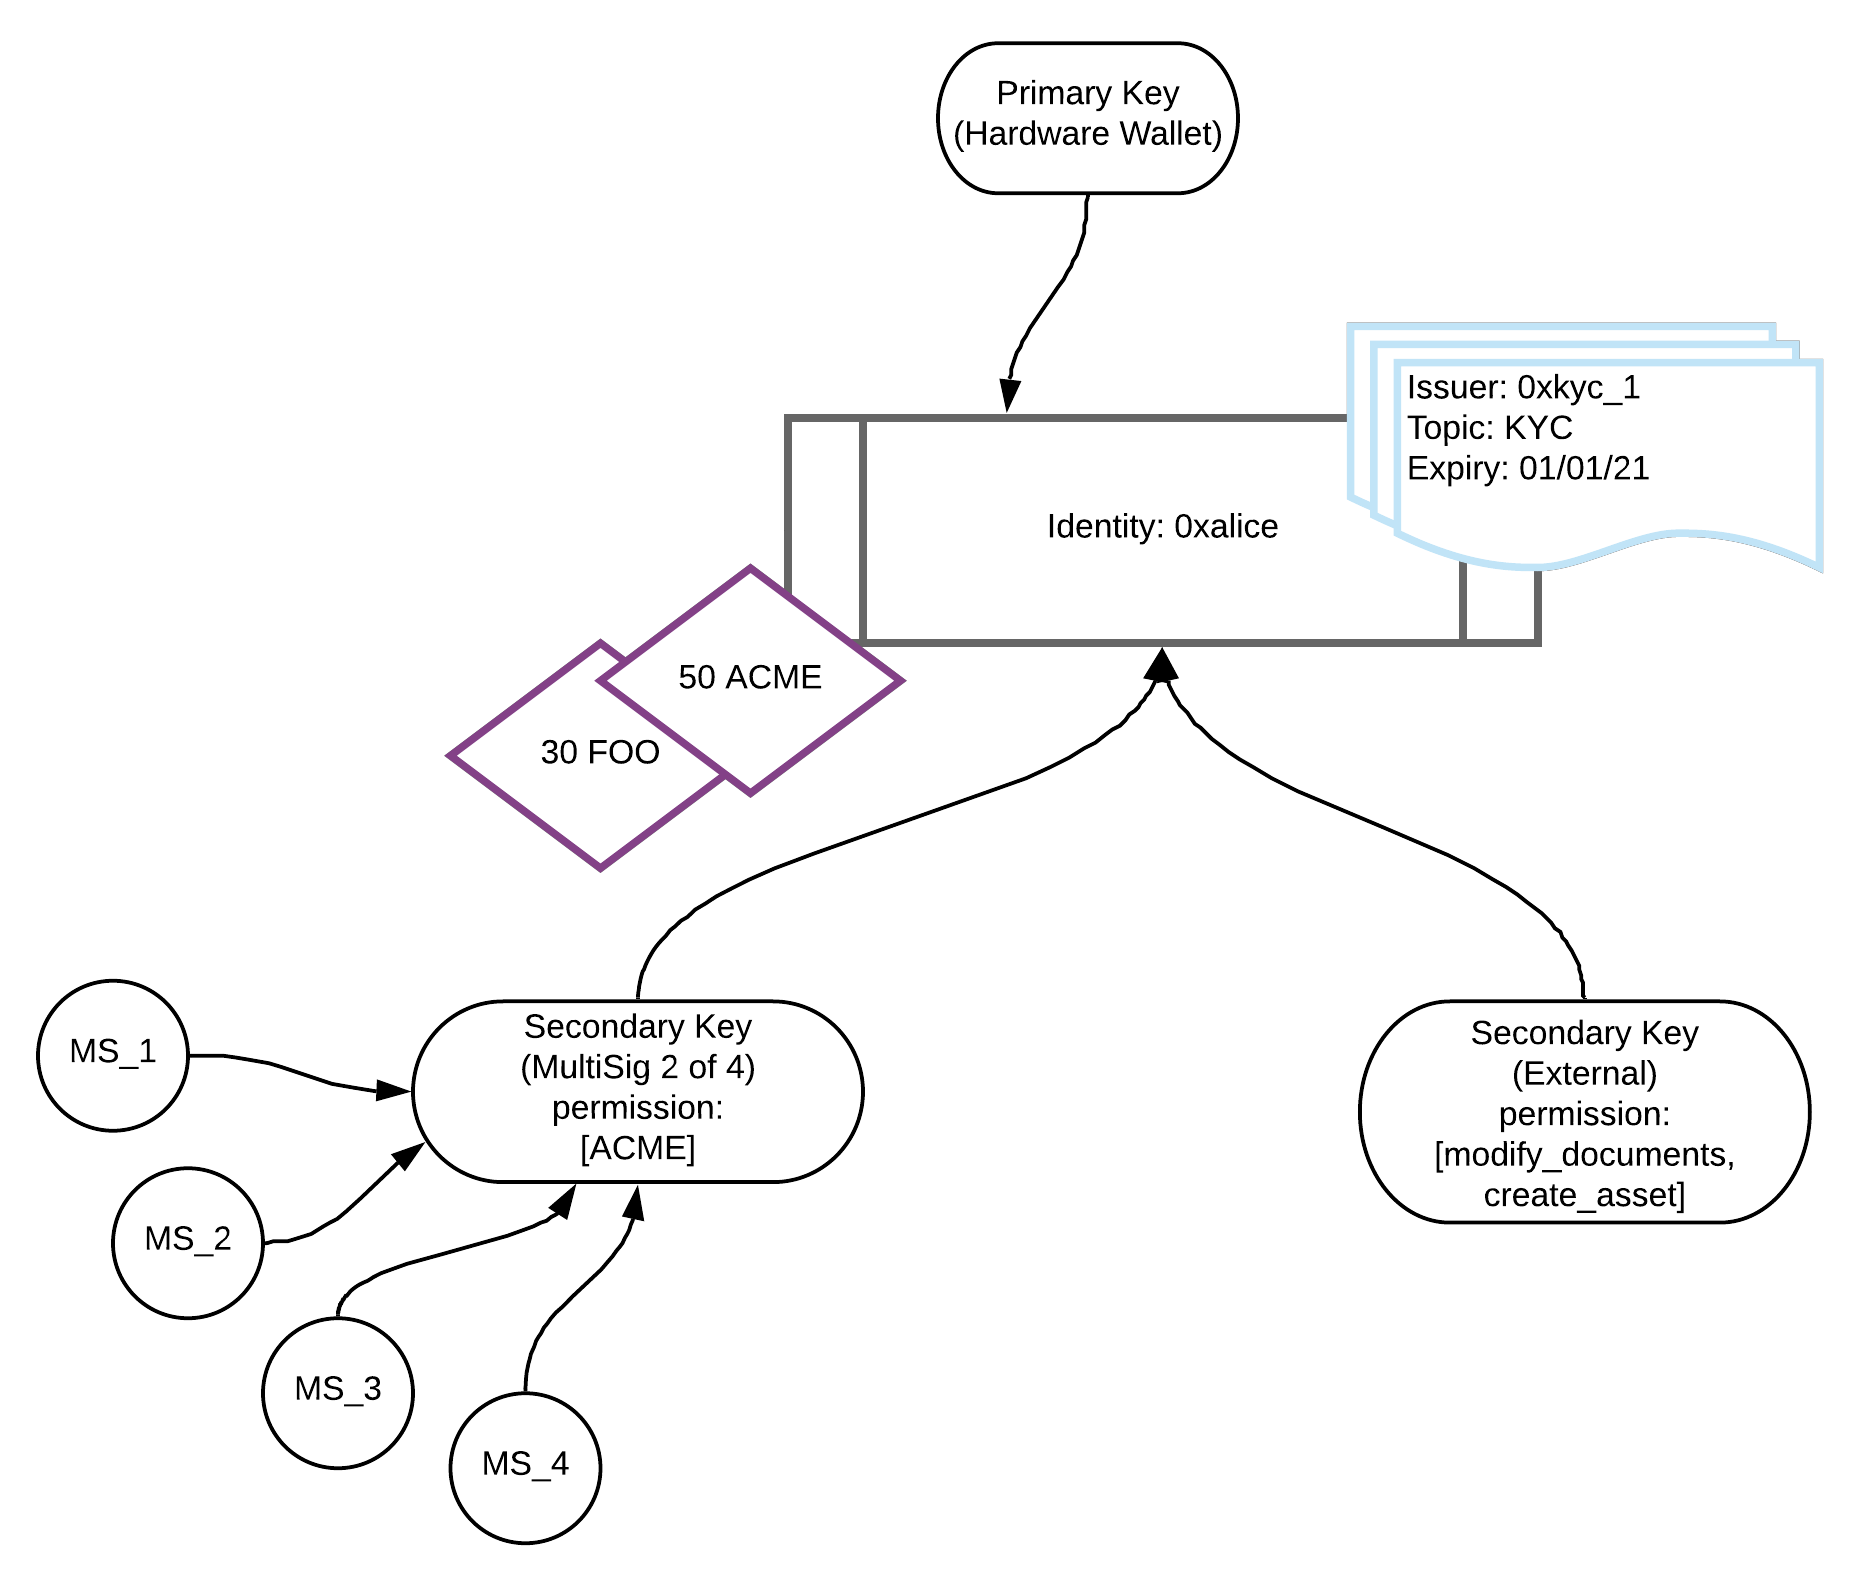 Primary Key
(Hardware Wallet)
Issuer: 0xkyc_1
Topic: KYC
Expiry: 01/01/21
Identity: 0xalice
50 ACME
30 FOO
Secondary Key
(MultiSig 2 of 4)
permission:
[ACME]
Secondary Key
(External)
permission:
[modify_documents,
create_asset]
MS_1
MS_2
MS_3
MS_4